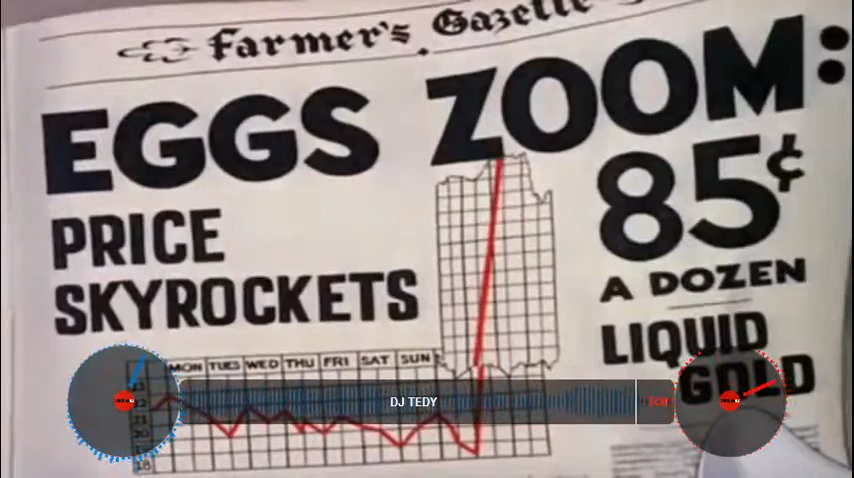 Farmer's Gazette
EGGS ZOOM:
PRICE
SKYROCKETS
85¢
A DOZEN
LIQUID
GOLD
MON TUES WED THU FRI SAT SUN
DJ TEDY
18